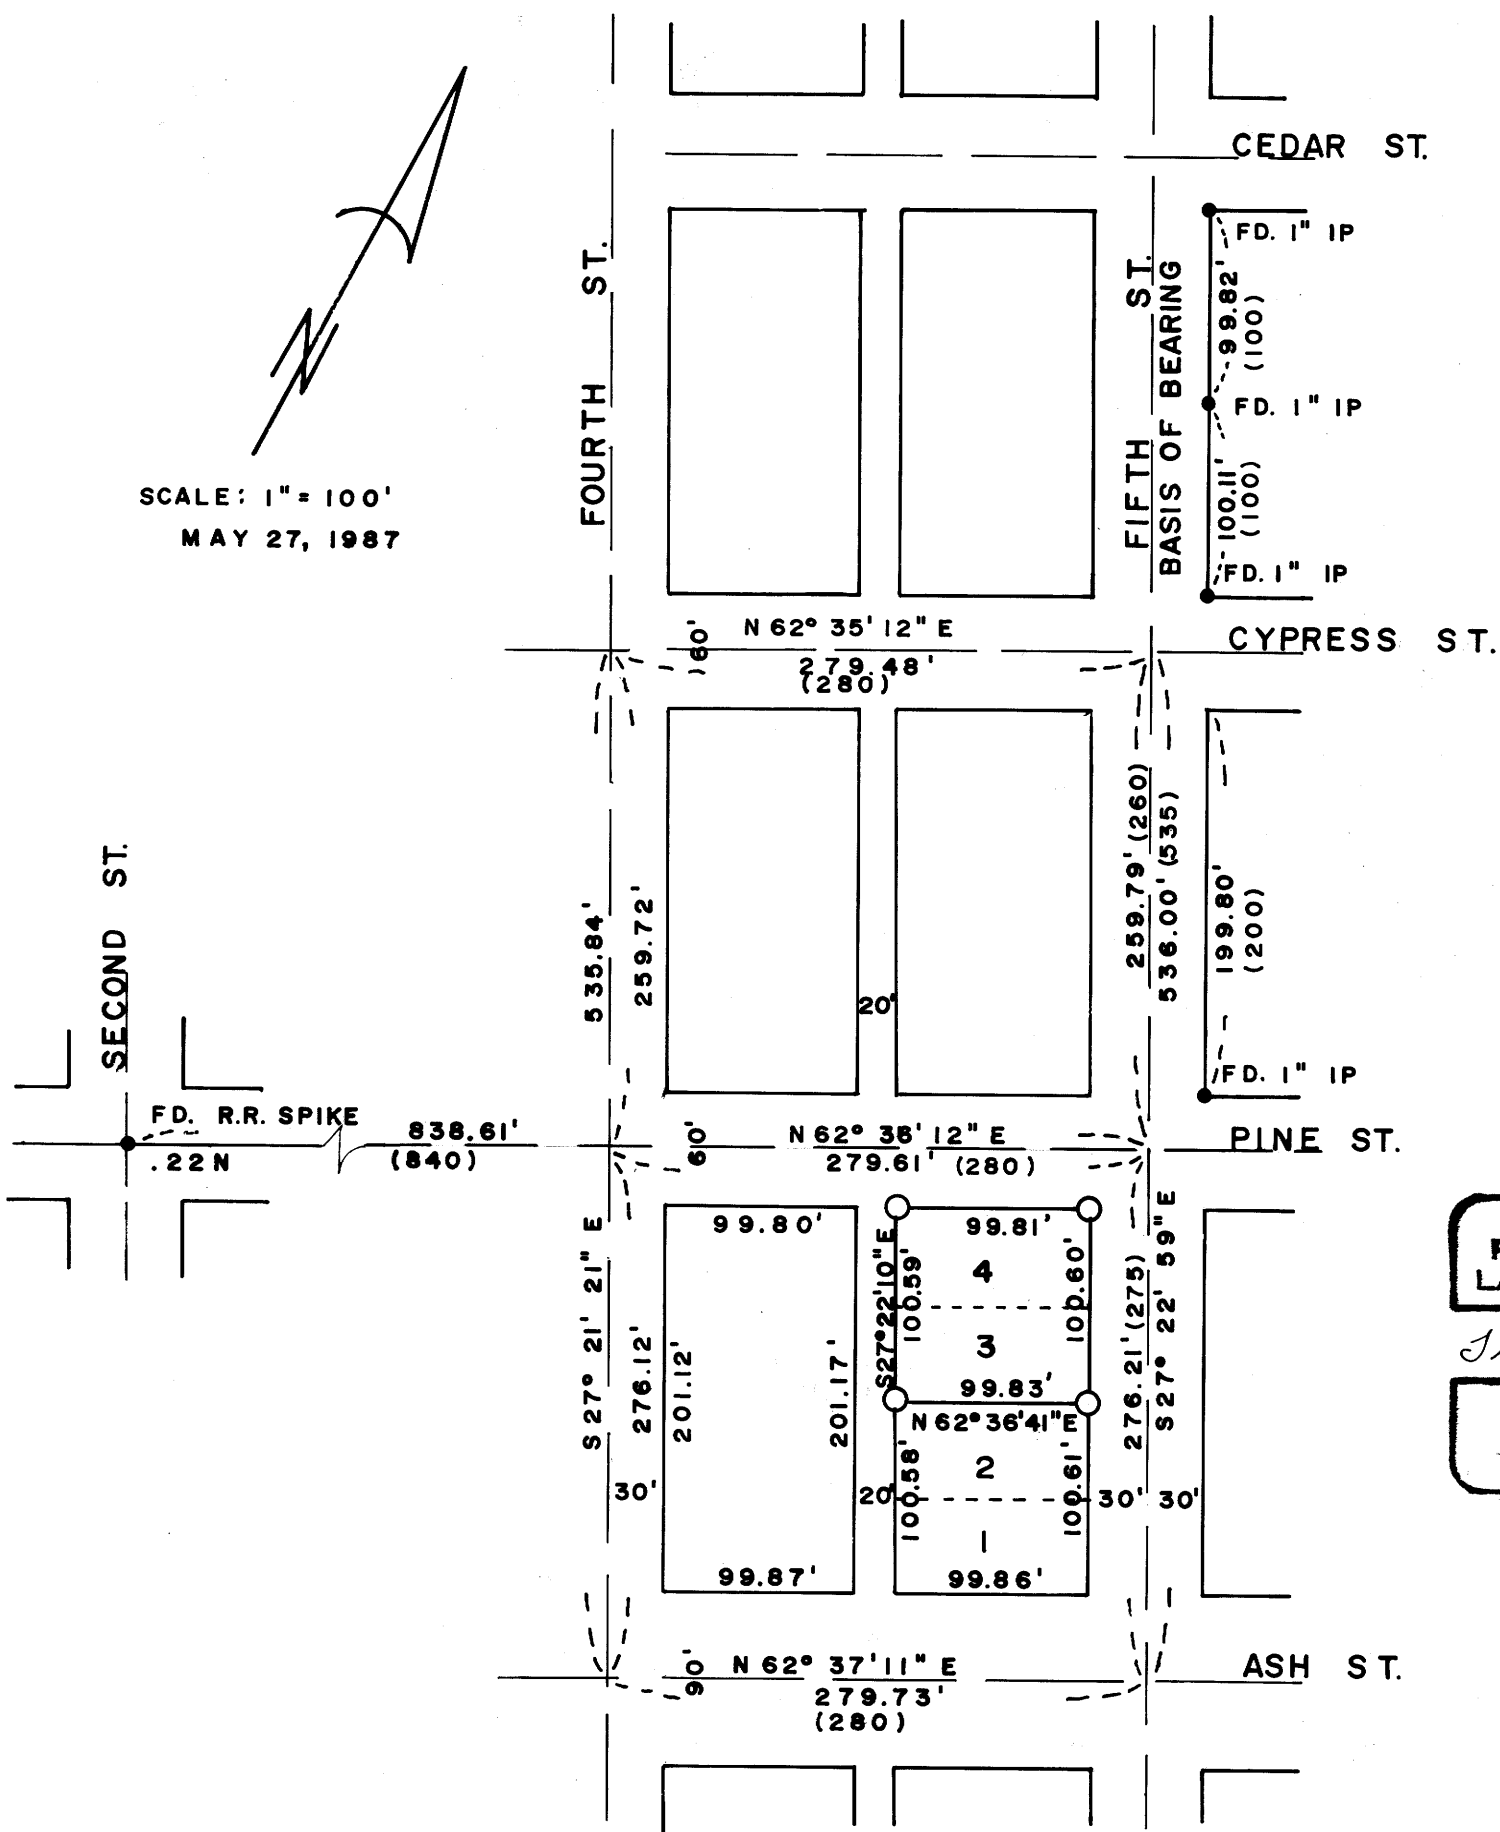 CEDAR ST.
FD. 1" IP
99.82'
(100)
FOURTH ST.
FIFTH ST.
BASIS OF BEARING
FD. 1" IP
100.11'
(100)
SCALE: 1" = 100'
MAY 27, 1987
FD. 1" IP
N 62° 35' 12" E
60'
279.48'
(280)
CYPRESS ST.
SECOND ST.
535.84'
259.72'
20'
259.79' (260)
536.00' (535)
199.80'
(200)
FD. 1" IP
FD. R.R. SPIKE
.22N
838.61'
(840)
60'
N 62° 36' 12" E
279.61' (280)
PINE ST.
S 27° 21' 21" E
276.12'
99.80'
201.12'
201.17'
99.87'
30'
20'
S27°22'10"E
99.81'
100.59'
4
100.60'
3
99.83'
N 62° 36'41"E
100.58'
2
100.61'
1
99.86'
276.21' (275)
S 27° 22' 59" E
30' 30'
90'
N 62° 37' 11" E
279.73'
(280)
ASH ST.